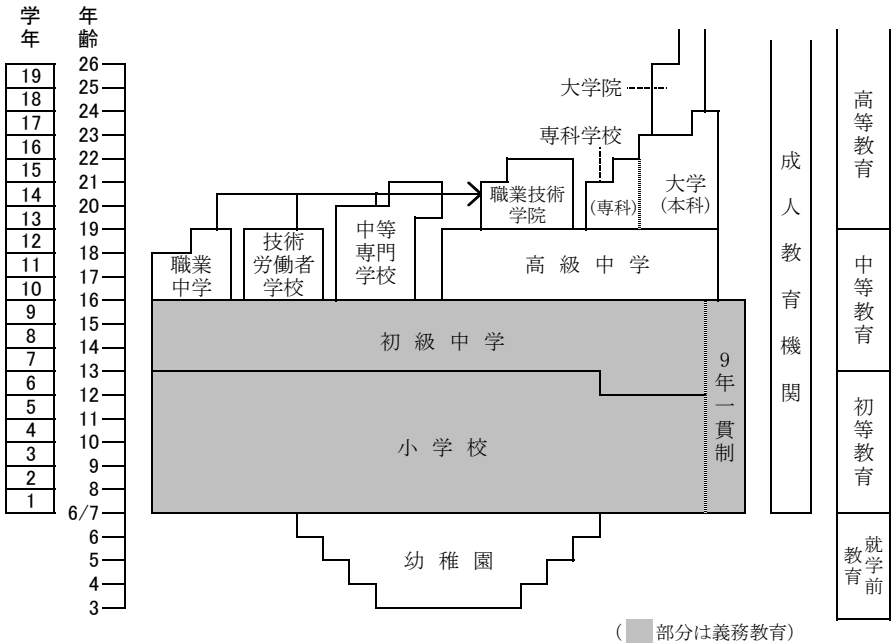 学年
年齢
19
18
17
16
15
14
13
12
11
10
9
8
7
6
5
4
3
2
1
26
25
24
23
22
21
20
19
18
17
16
15
14
13
12
11
10
9
8
6/7
6
5
4
3
大学院
専科学校
職業技術
学院
(専科)
大学
(本科)
職業
中学
技術
労働者
学校
中等
専門
学校
高級中学
初級中学
小学校
9年一貫制
幼稚園
成人教育機関
高等教育
中等教育
初等教育
就学前
教育
(部分は義務教育)